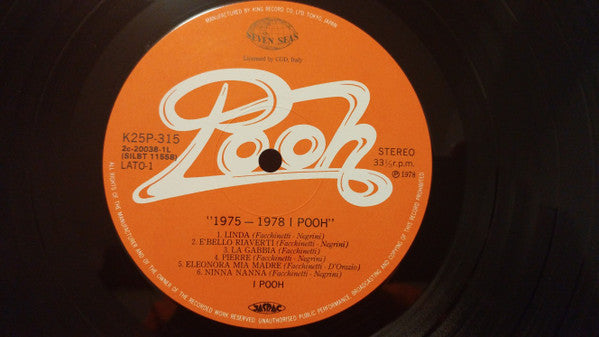 MANUFACTURED BY KING RECORD CO. LTD. TOKYO, JAPAN
SEVEN SEAS
Licensed by CGD, Italy
Pooh
K25P-315
2c-20038-1L
(SILBT 11558)
LATO-1
STEREO
33⅓ r.p.m.
Ⓟ 1978
"1975 — 1978 I POOH"
1. LINDA (Facchinetti - Negrini)
2. E'BELLO RIAVERTI (Facchinetti - Negrini)
3. LA GABBIA (Facchinetti)
4. PIERRE (Facchinetti - Negrini)
5. ELEONORA MIA MADRE (Facchinetti - D'Orazio)
6. NINNA NANNA (Facchinetti - Negrini)
I POOH
JASRAC
ALL RIGHTS OF THE MANUFACTURER AND OF THE OWNER OF THE RECORDED WORK RESERVED. UNAUTHORISED PUBLIC PERFORMANCE, BROADCASTING AND COPYING OF THIS RECORD PROHIBITED